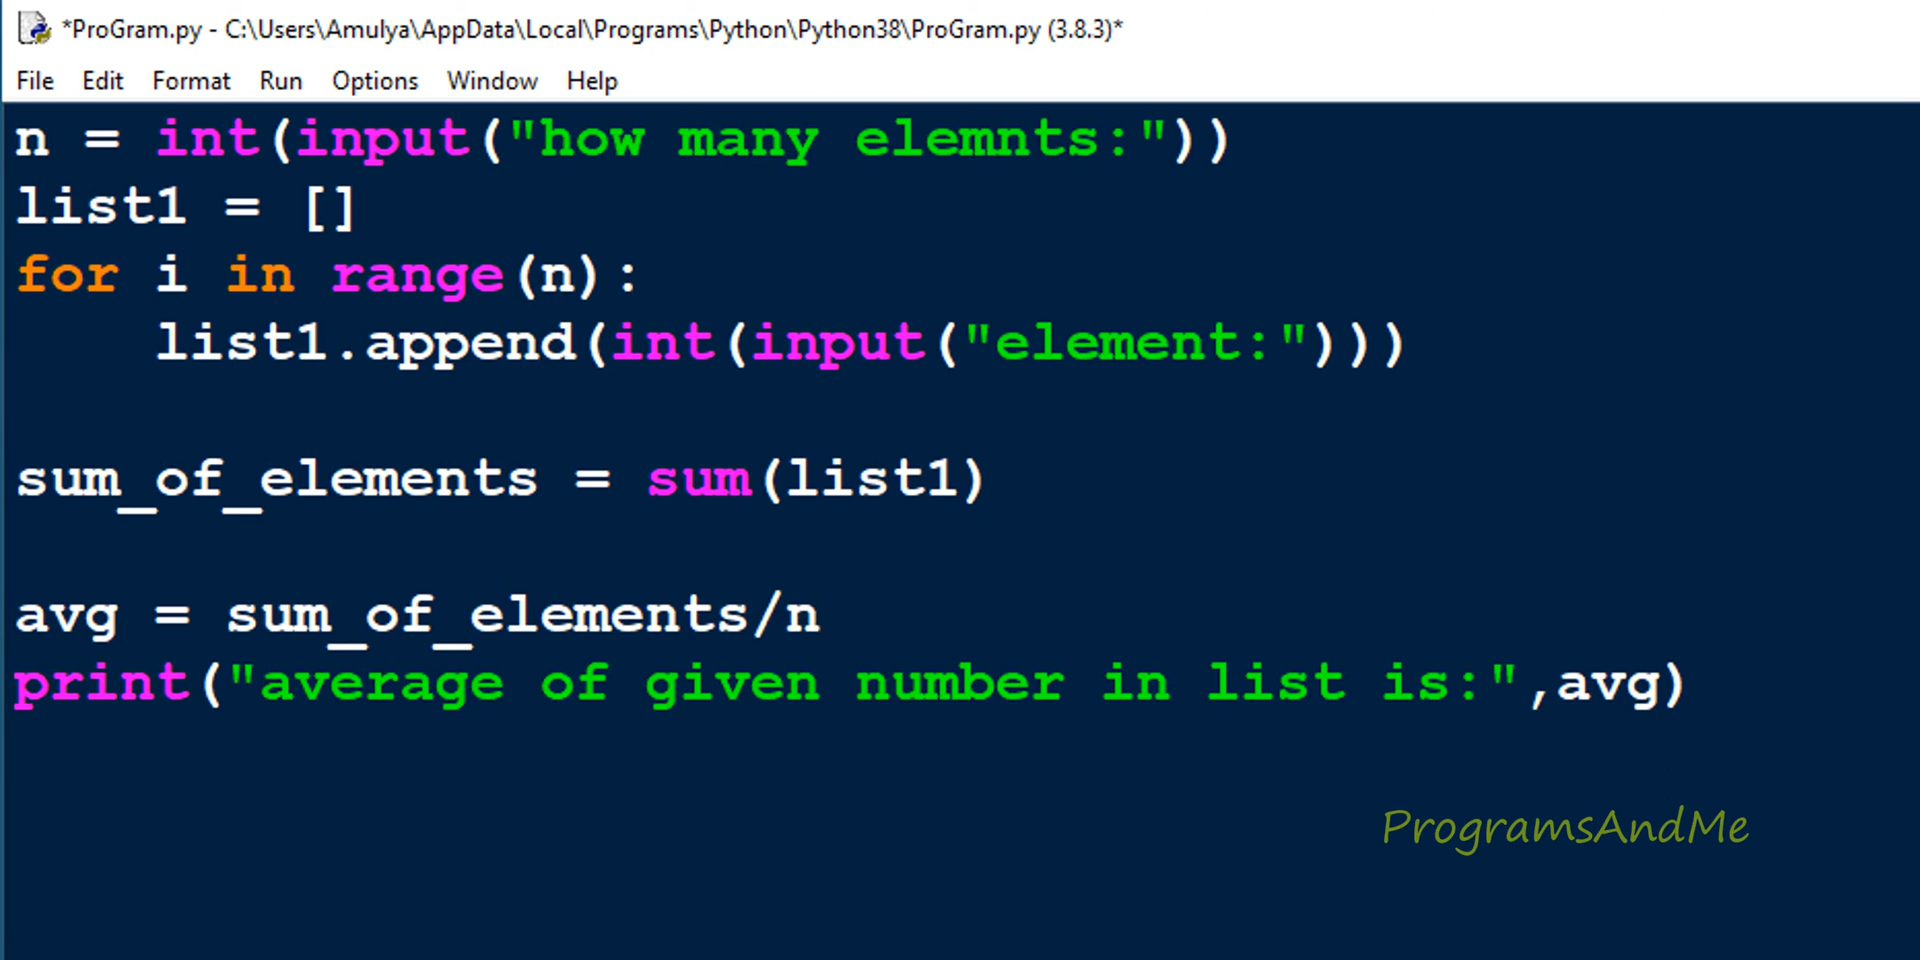 *ProGram.py - C:\Users\Amulya\AppData\Local\Programs\Python\Python38\ProGram.py (3.8.3)*
File Edit Format Run Options Window Help
n = int(input("how many elemnts:"))
list1 = []
for i in range(n):
    list1.append(int(input("element:")))
sum_of_elements = sum(list1)
avg = sum_of_elements/n
print("average of given number in list is:",avg)
ProgramsAndMe